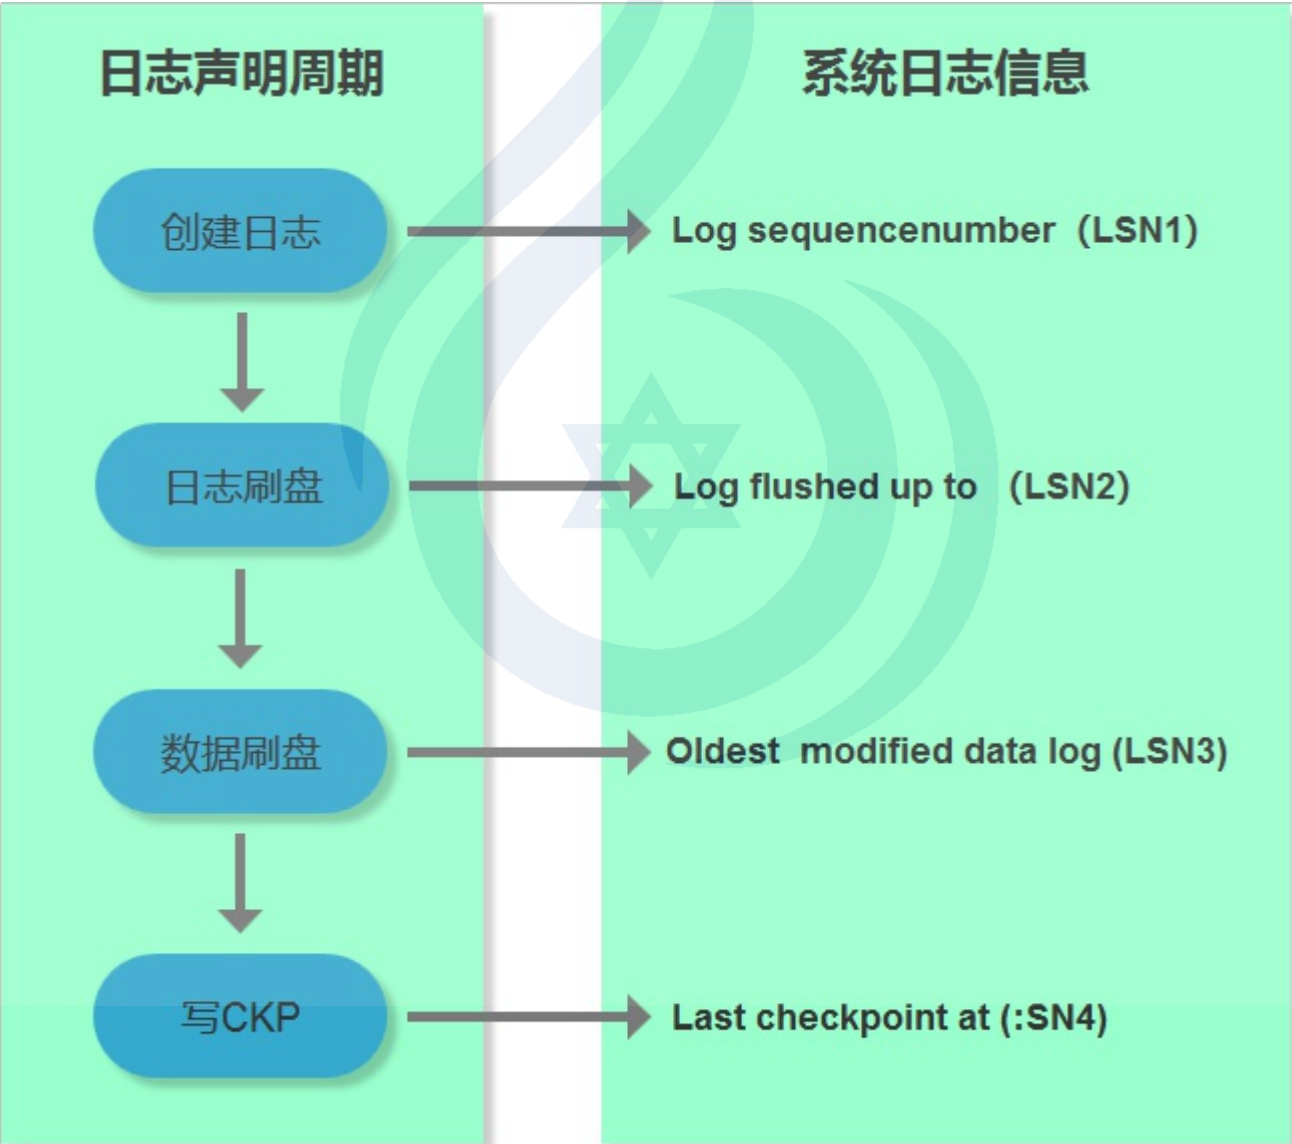 日志声明周期
系统日志信息
创建日志
Log sequencenumber（LSN1）
日志刷盘
Log flushed up to （LSN2）
数据刷盘
Oldest modified data log (LSN3)
写CKP
Last checkpoint at (:SN4)